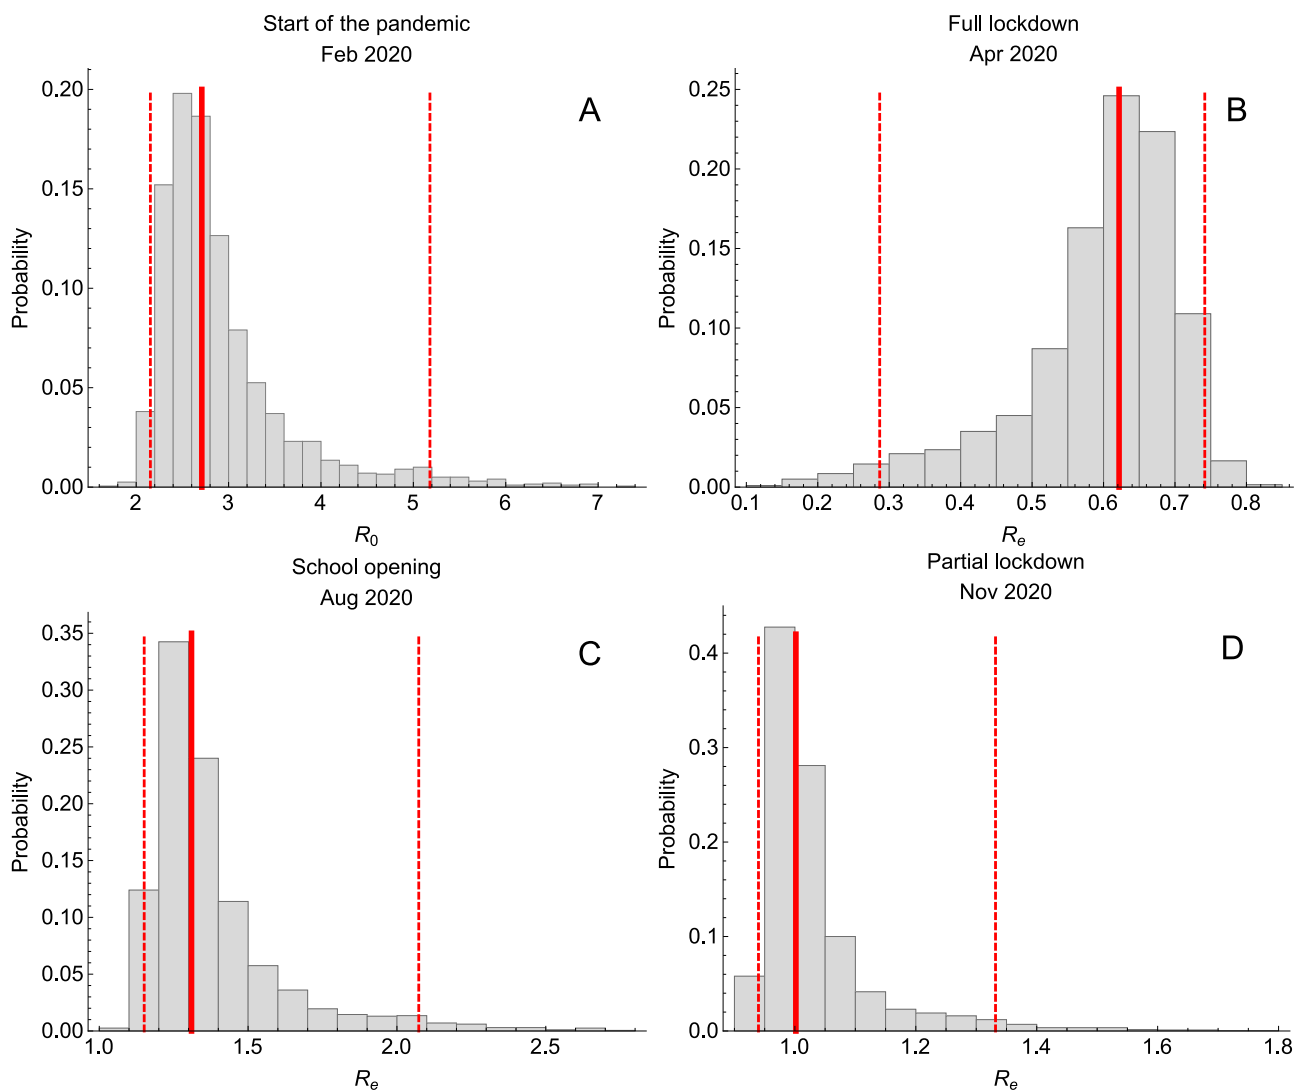 Start of the pandemic
Feb 2020
A
0.20
0.15
0.10
0.05
0.00
Probability
2 3 4 5 6 7
R0
Full lockdown
Apr 2020
B
0.25
0.20
0.15
0.10
0.05
0.00
Probability
0.1 0.2 0.3 0.4 0.5 0.6 0.7 0.8
Re
School opening
Aug 2020
C
0.35
0.30
0.25
0.20
0.15
0.10
0.05
0.00
Probability
1.0 1.5 2.0 2.5
Re
Partial lockdown
Nov 2020
D
0.4
0.3
0.2
0.1
0.0
Probability
1.0 1.2 1.4 1.6 1.8
Re